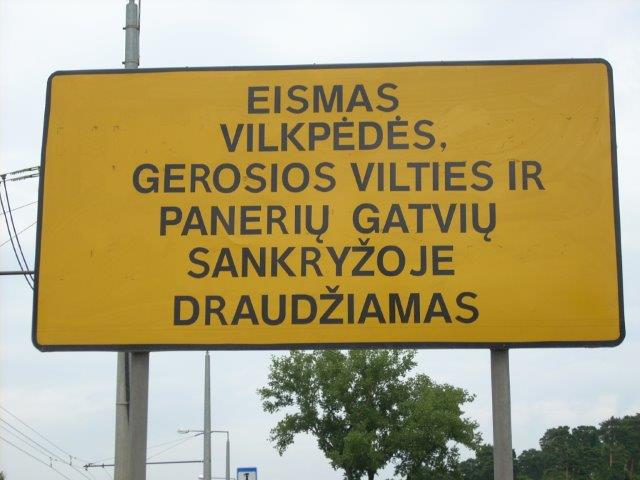 EISMAS
VILKPĖDĖS,
GEROSIOS VILTIES IR
PANERIŲ GATVIŲ
SANKRYŽOJE
DRAUDŽIAMAS